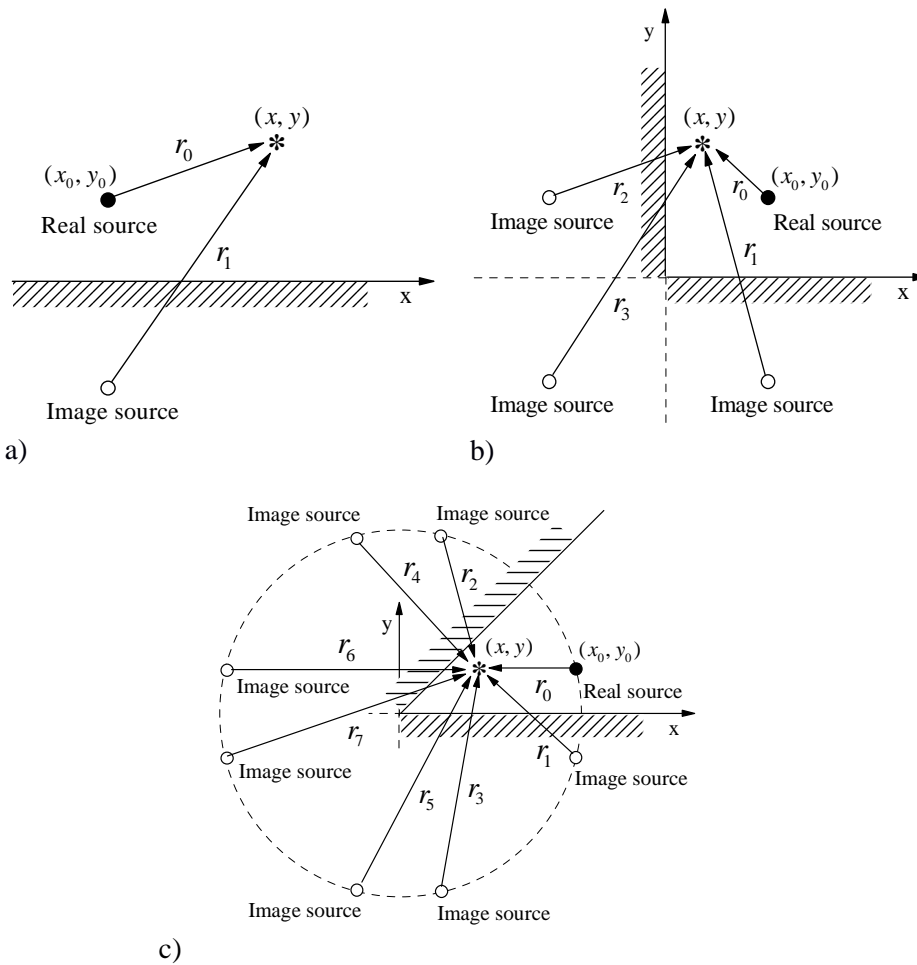 (x, y)
r0
(x0, y0)
Real source
r1
x
Image source
a)
y
(x, y)
r2
r0
(x0, y0)
Image source
Real source
r1
x
r3
Image source
Image source
b)
Image source
Image source
r4
r2
y
(x, y)
(x0, y0)
r6
Image source
r0
Real source
r7
x
r1
Image source
Image source
r5
r3
Image source
Image source
c)